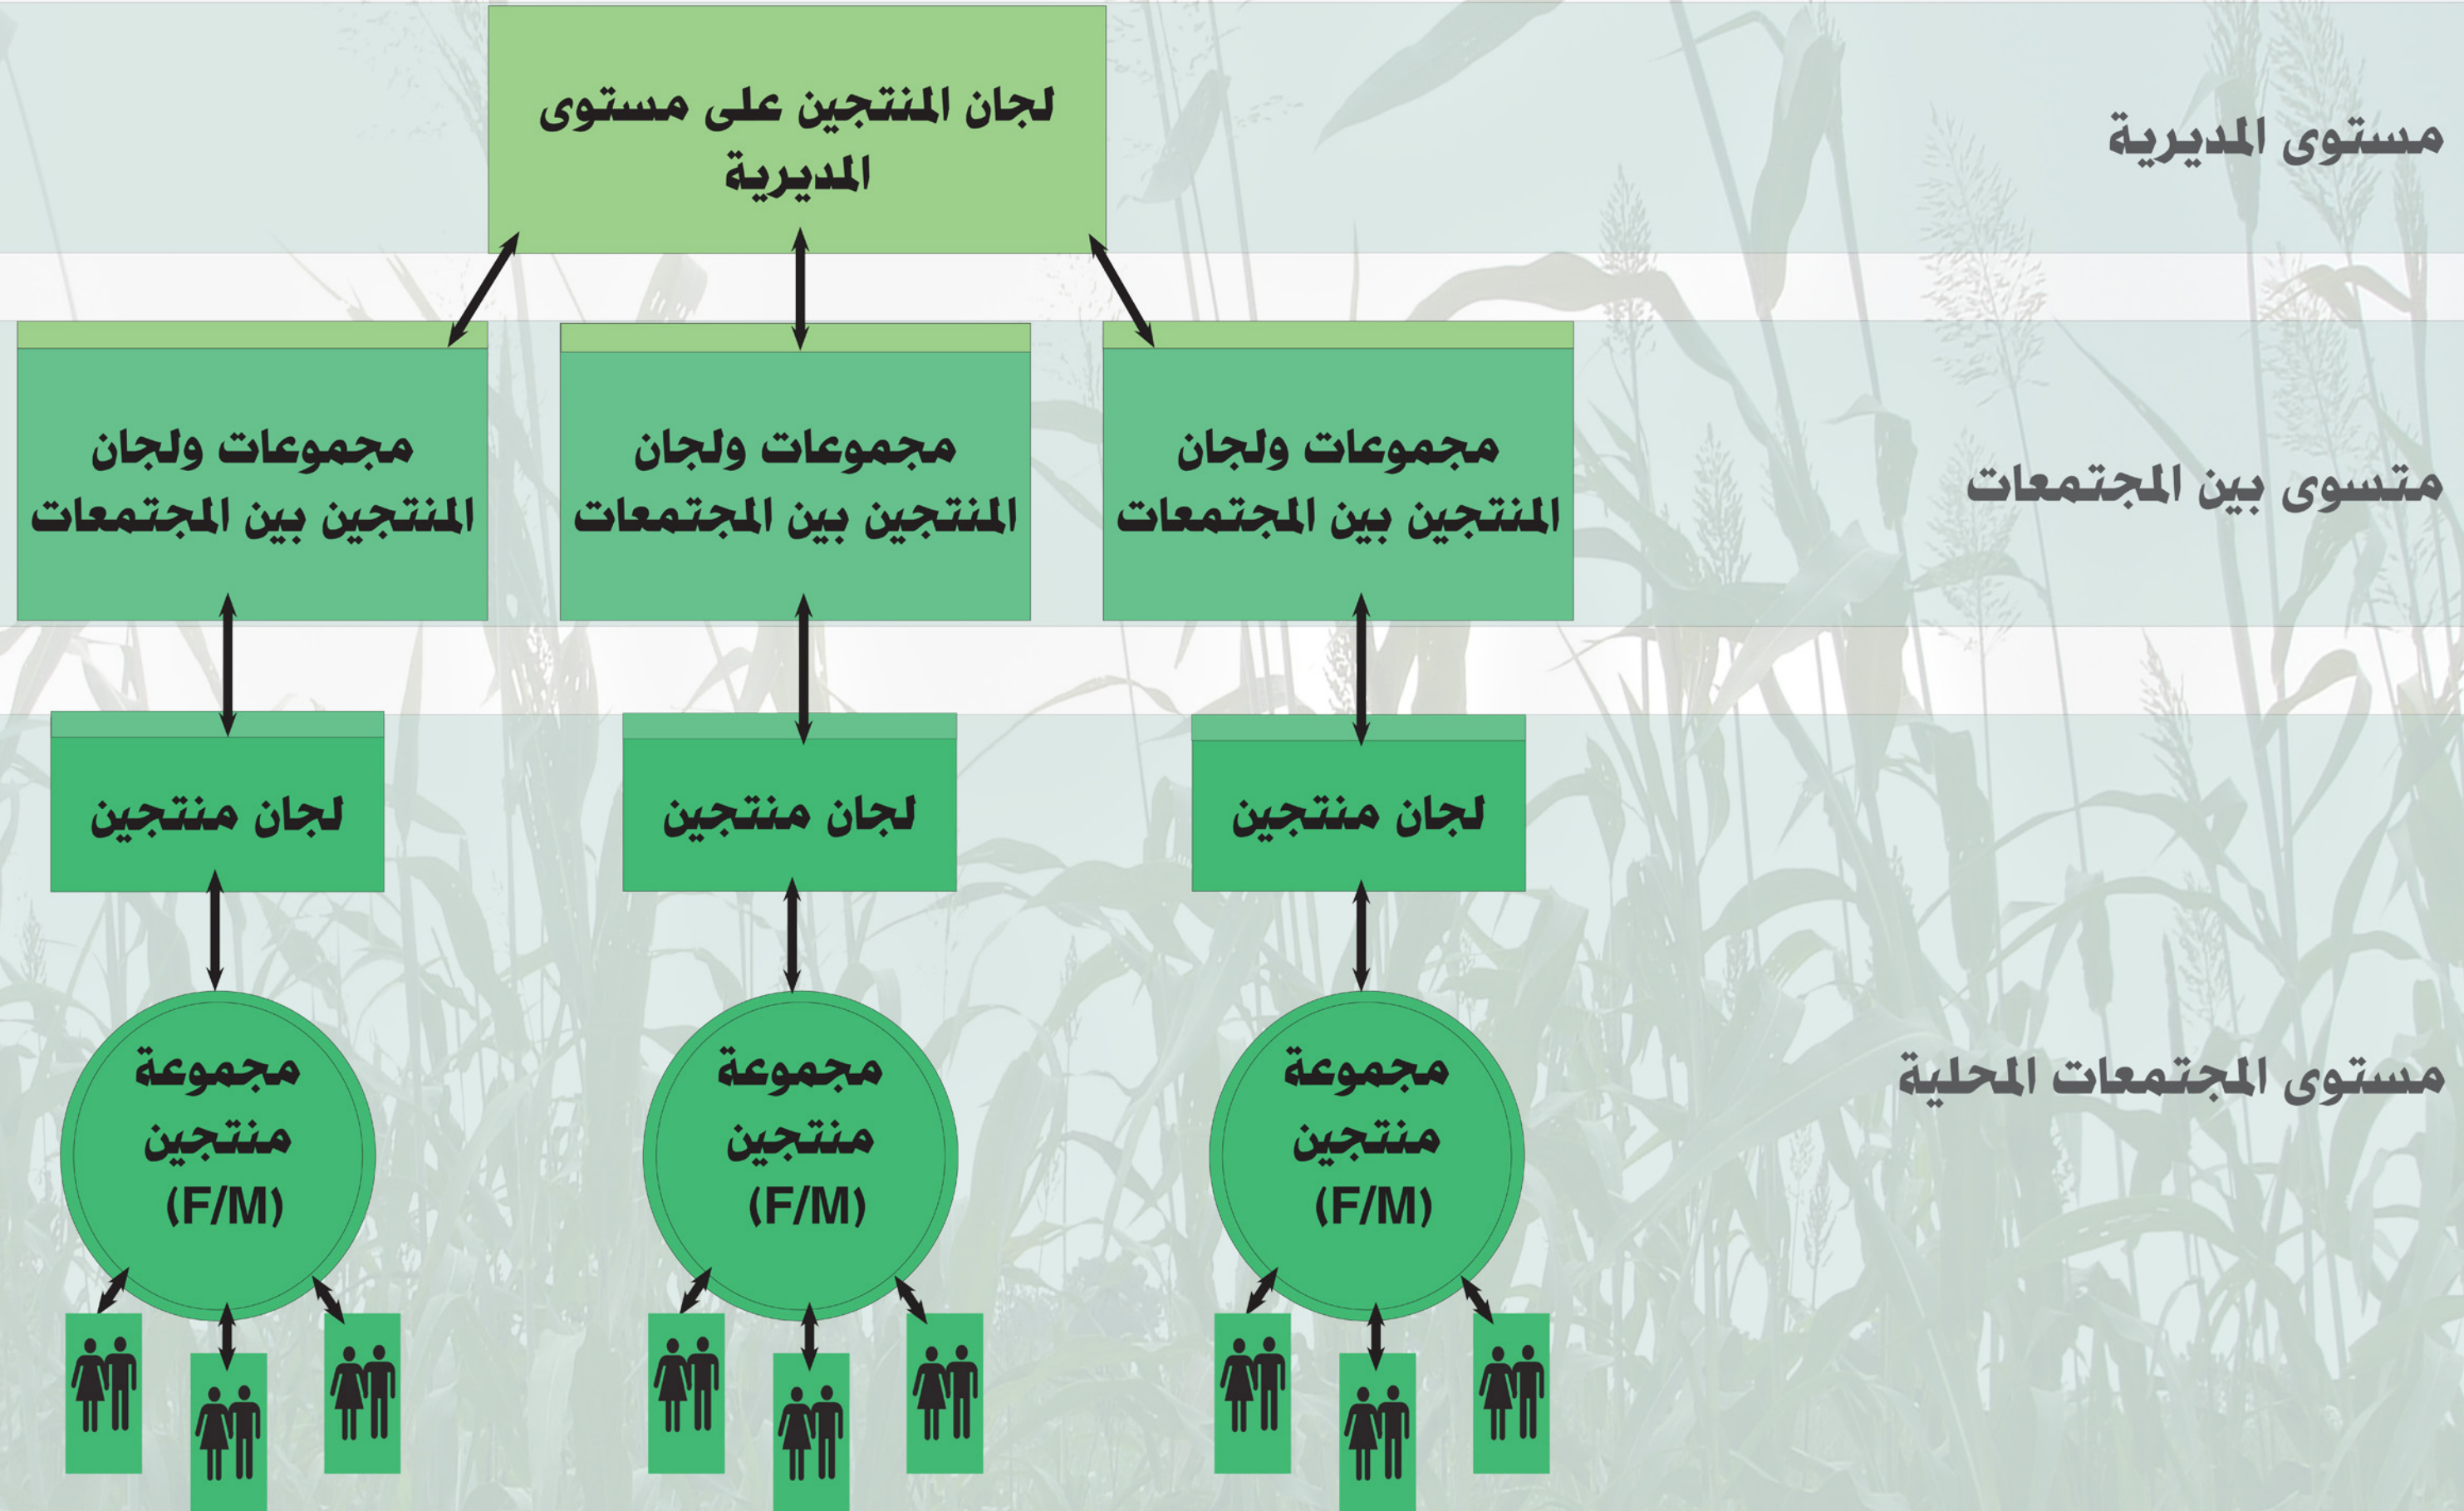 مستوى المديرية
لجان المنتجين على مستوى
المديرية
متسوى بين المجتمعات
مجموعات ولجان
المنتجين بين المجتمعات
مجموعات ولجان
المنتجين بين المجتمعات
مجموعات ولجان
المنتجين بين المجتمعات
مستوى المجتمعات المحلية
لجان منتجين
لجان منتجين
لجان منتجين
مجموعة
منتجين
(F/M)
مجموعة
منتجين
(F/M)
مجموعة
منتجين
(F/M)